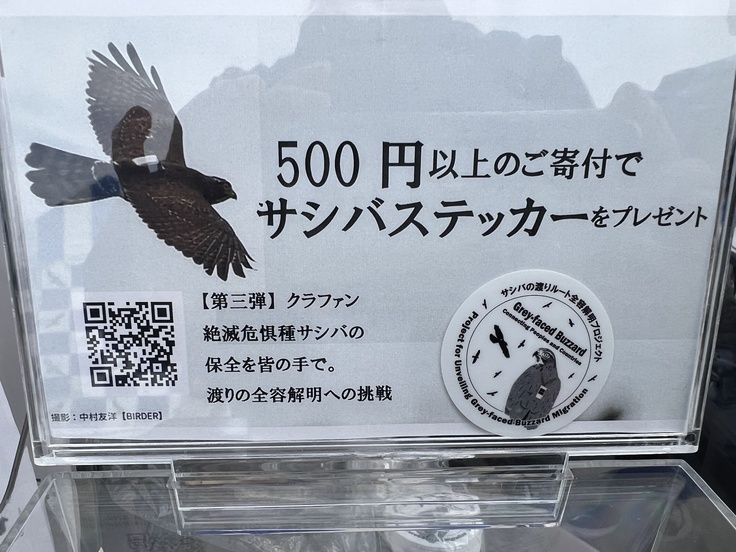 500 円以上のご寄付で
サシバステッカーをプレゼント
【第三弾】クラファン
絶滅危惧種サシバの
保全を皆の手で。
渡りの全容解明への挑戦
撮影：中村友洋【BIRDER】
サシバの渡りルート全容解明プロジェクト
Grey-faced Buzzard
Connecting Peoples and Countries
Project for Unveiling Grey-faced Buzzard Migration